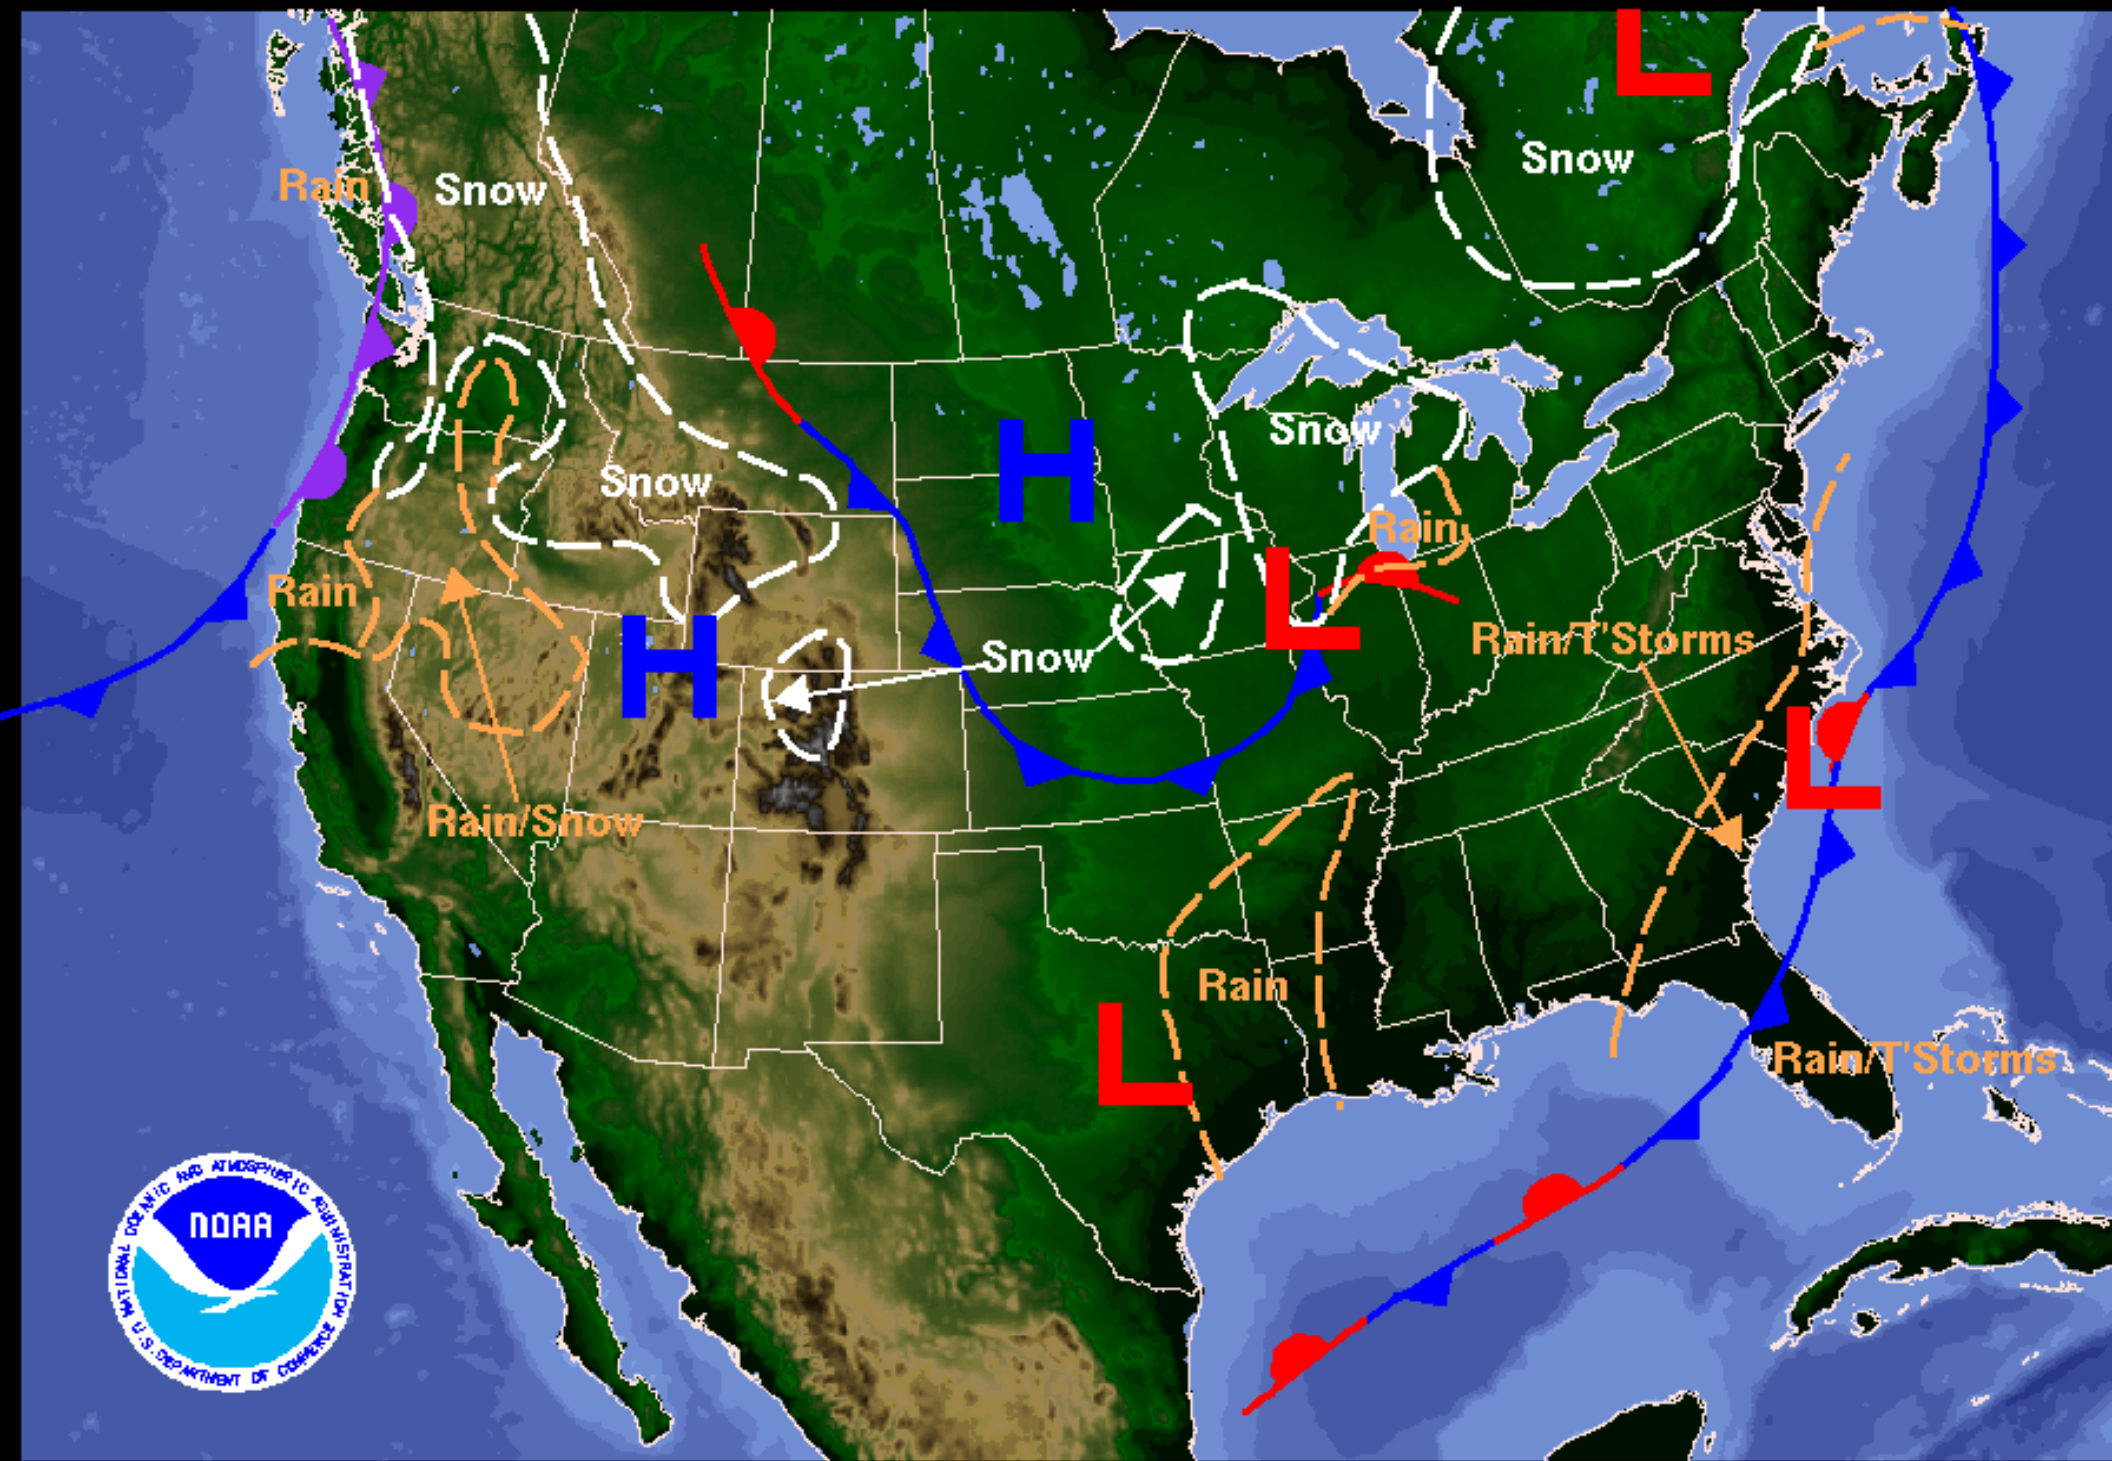 L
Snow
Rain
Snow
Snow
H
Snow
Rain
L
Rain
Snow
H
Rain/T'Storms
L
Rain/Snow
Rain
L
Rain/T'Storms
NATIONAL OCEANIC AND ATMOSPHERIC ADMINISTRATION
NOAA
U.S. DEPARTMENT OF COMMERCE